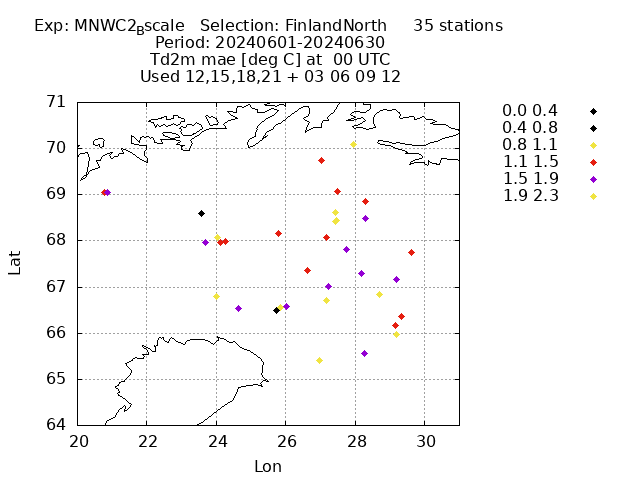 Exp: MNWC2Bscale Selection: FinlandNorth 35 stations
Period: 20240601-20240630
Td2m mae [deg C] at 00 UTC
Used 12,15,18,21 + 03 06 09 12
0.0 0.4
0.4 0.8
0.8 1.1
1.1 1.5
1.5 1.9
1.9 2.3
71
70
69
68
67
66
65
64
Lat
20 22 24 26 28 30
Lon